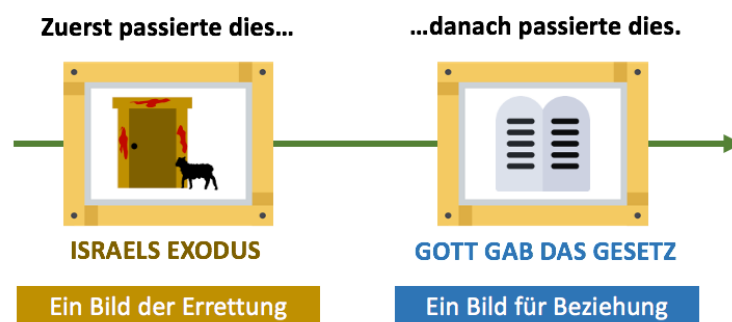 Zuerst passierte dies...
...danach passierte dies.
ISRAELS EXODUS
GOTT GAB DAS GESETZ
Ein Bild der Errettung
Ein Bild für Beziehung